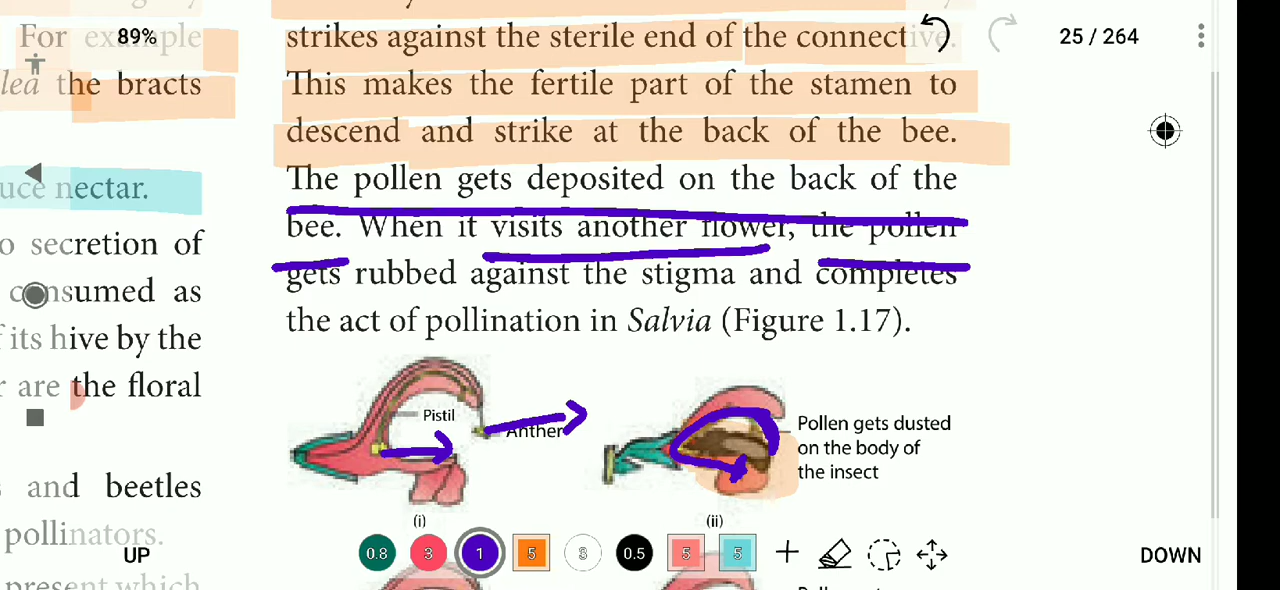 For example
89%
lea the bracts
uce nectar.
o secretion of
consumed as
f its hive by the
r are the floral
s and beetles
pollinators.
UP
present which
strikes against the sterile end of the connective.
This makes the fertile part of the stamen to
descend and strike at the back of the bee.
The pollen gets deposited on the back of the
bee. When it visits another flower, the pollen
gets rubbed against the stigma and completes
the act of pollination in Salvia (Figure 1.17).
Pistil
Anther
(i)
Pollen gets dusted
on the body of
the insect
(ii)
0.8 3 1 5 3 0.5 5 5
25 / 264
DOWN